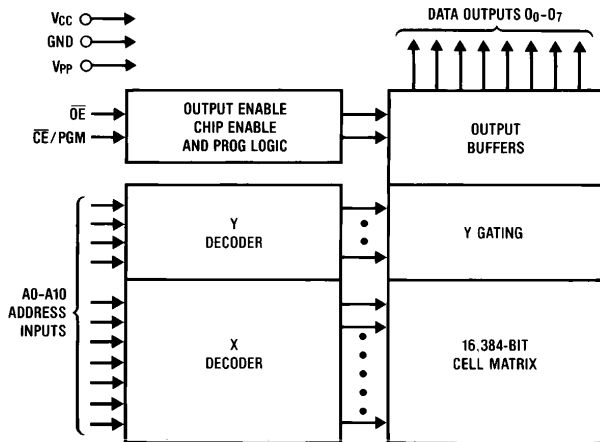 VCC
GND
VPP
DATA OUTPUTS O0-O7
OE
CE/PGM
OUTPUT ENABLE
CHIP ENABLE
AND PROG LOGIC
OUTPUT
BUFFERS
Y
DECODER
Y GATING
A0-A10
ADDRESS
INPUTS
X
DECODER
16,384-BIT
CELL MATRIX